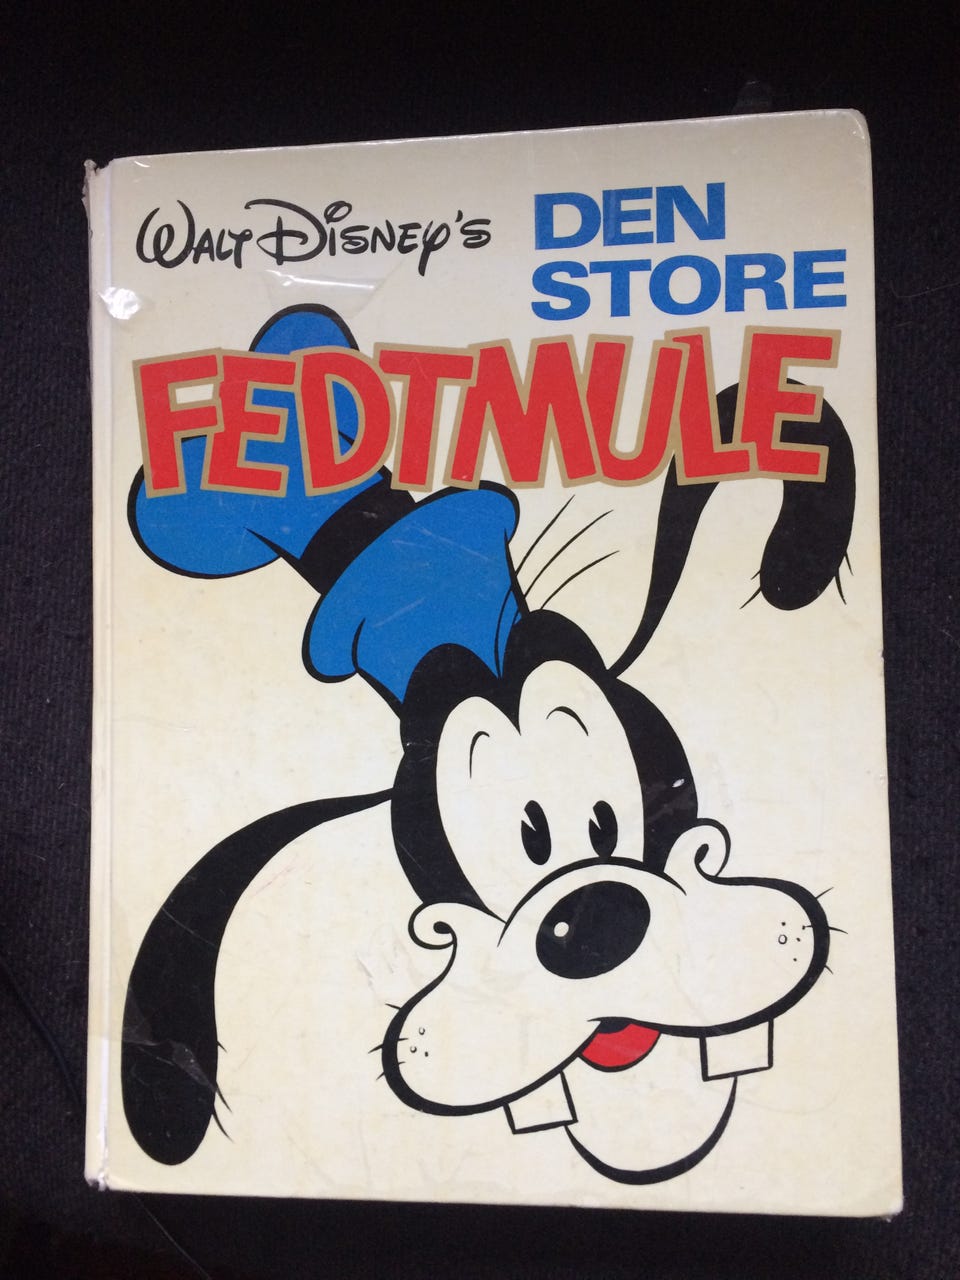 WALT DISNEY'S
DEN
STORE
FEDTMULE